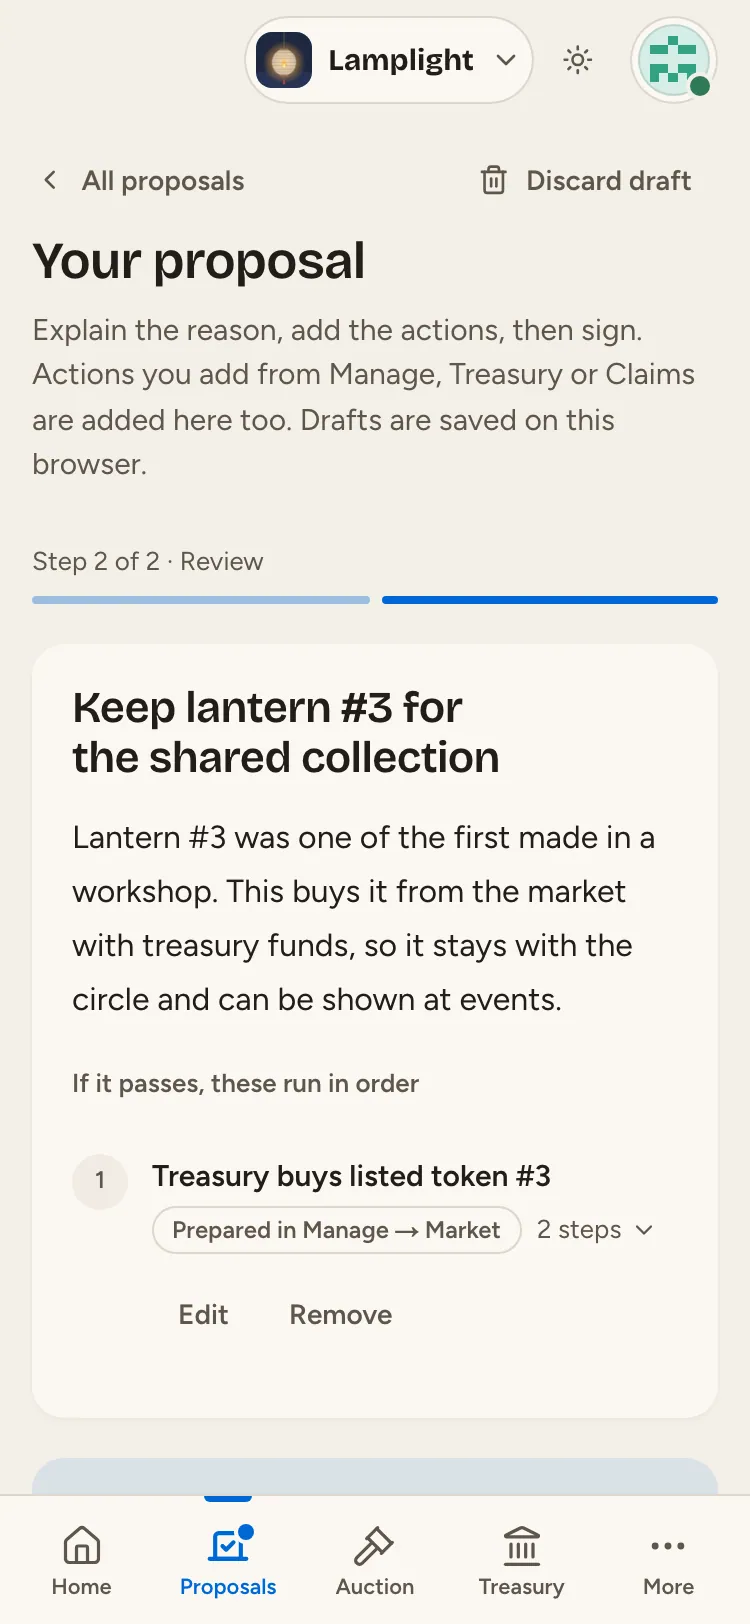 Lamplight
All proposals
Discard draft
Your proposal
Explain the reason, add the actions, then sign.
Actions you add from Manage, Treasury or Claims
are added here too. Drafts are saved on this
browser.
Step 2 of 2 · Review
Keep lantern #3 for
the shared collection
Lantern #3 was one of the first made in a
workshop. This buys it from the market
with treasury funds, so it stays with the
circle and can be shown at events.
If it passes, these run in order
1
Treasury buys listed token #3
Prepared in Manage → Market
2 steps
Edit
Remove
Home
Proposals
Auction
Treasury
More